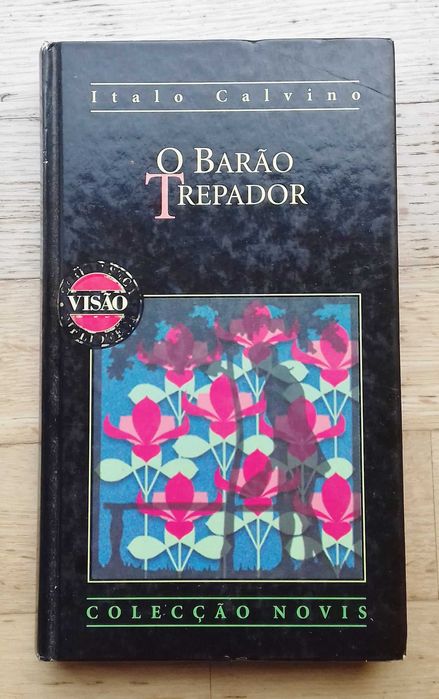 Italo Calvino
O BARÃO
TREPADOR
VISÃO
COLECÇÃO NOVIS